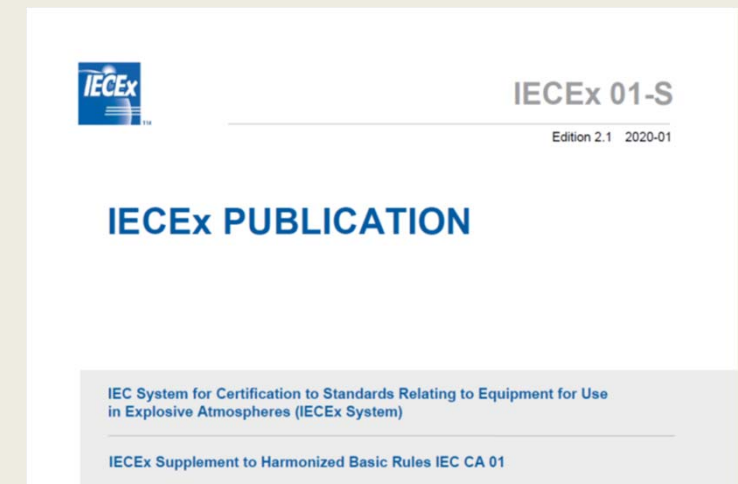 IECEx
TM
IECEx 01-S
Edition 2.1 2020-01
IECEx PUBLICATION
IEC System for Certification to Standards Relating to Equipment for Use
in Explosive Atmospheres (IECEx System)
IECEx Supplement to Harmonized Basic Rules IEC CA 01